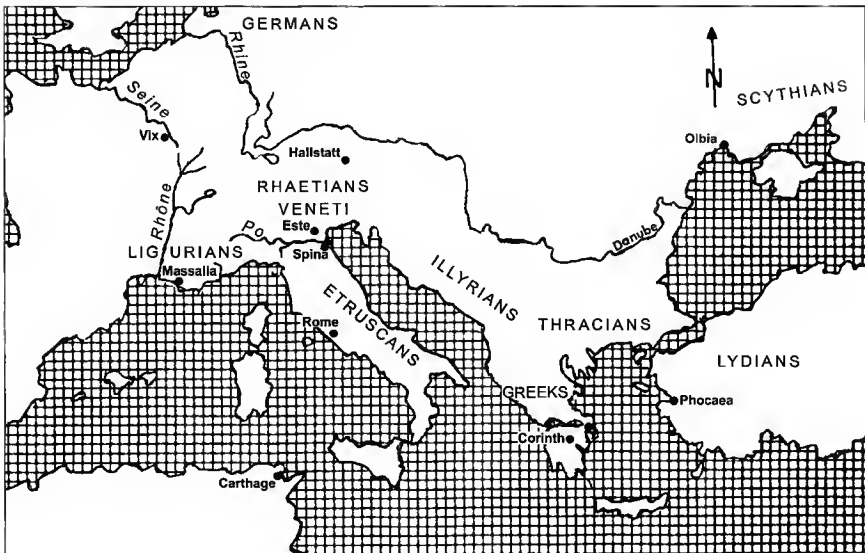 GERMANS
Rhine
N
SCYTHIANS
Seine
Vix
Olbia
Hallstatt
RHAETIANS
VENETI
Rhône
Este
Po
Danube
LIGURIANS
Spina
Massalia
ILLYRIANS
ETRUSCANS
Rome
THRACIANS
LYDIANS
GREEKS
Phocaea
Corinth
Carthage